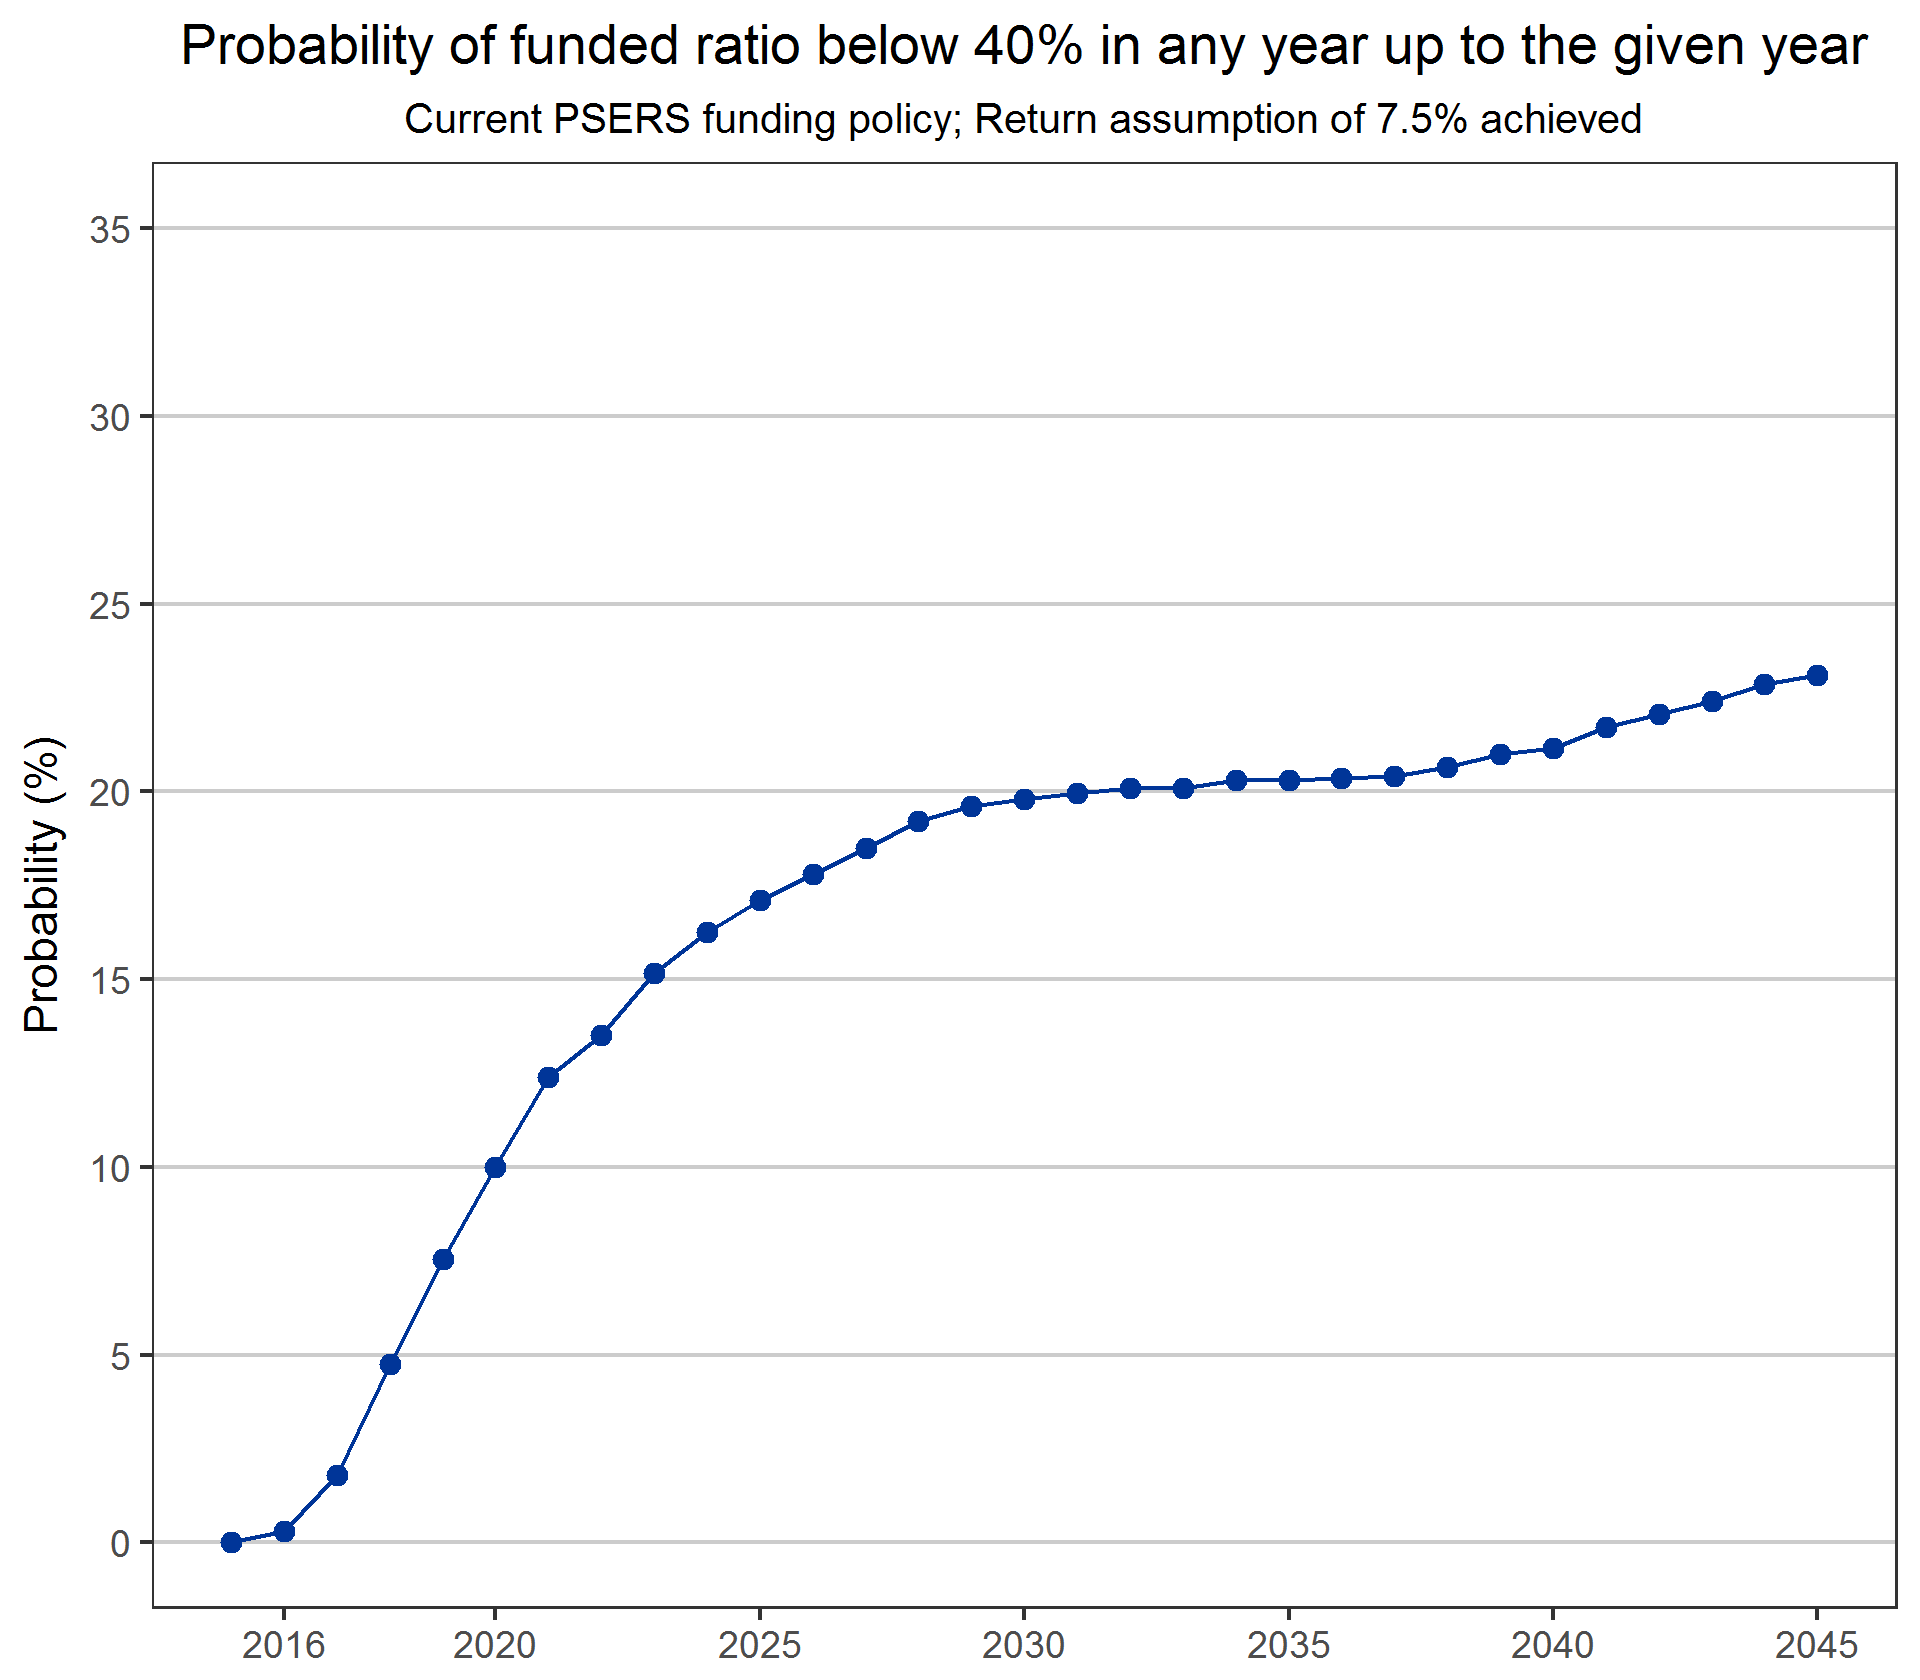 Probability of funded ratio below 40% in any year up to the given year
Current PSERS funding policy; Return assumption of 7.5% achieved
Probability (%)
35
30
25
20
15
10
5
0
2016 2020 2025 2030 2035 2040 2045